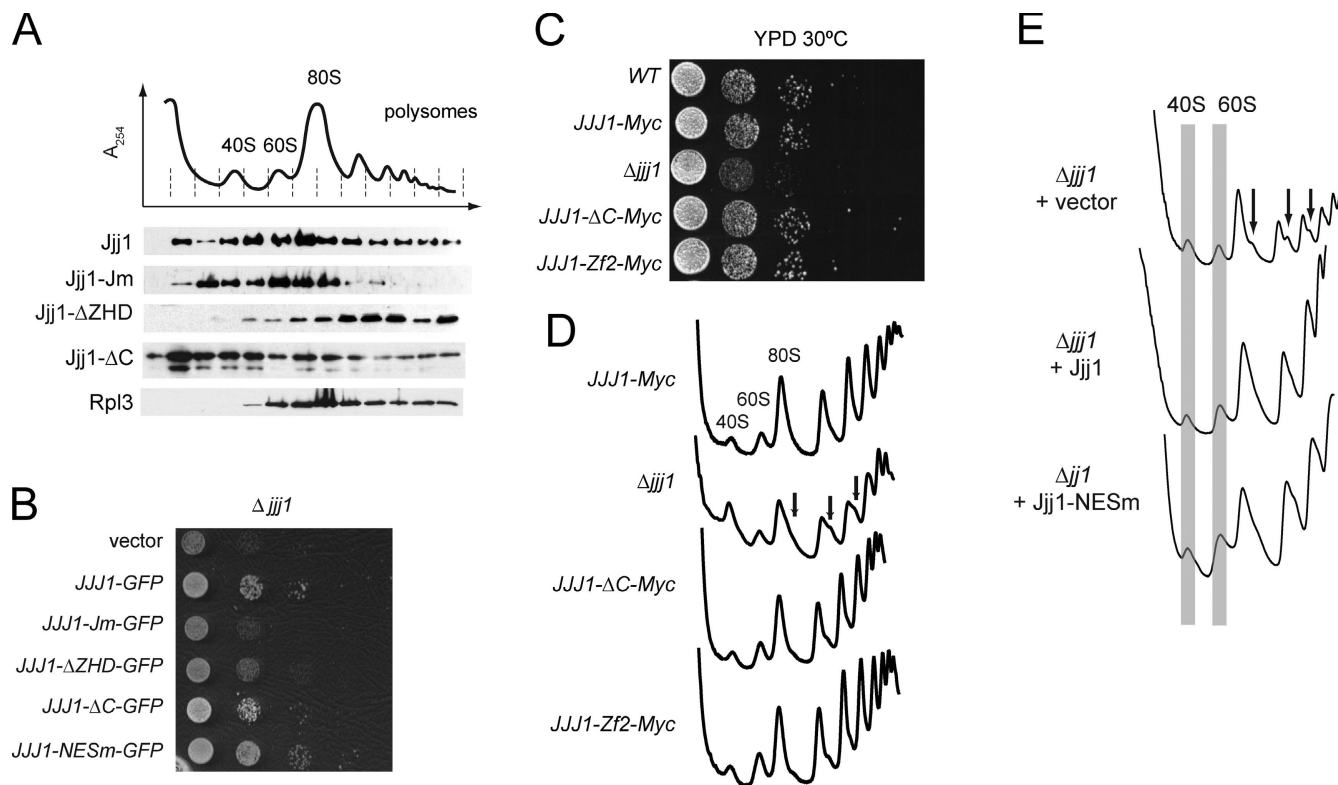 A
A254
40S
60S
80S
polysomes
Jjj1
Jjj1-Jm
Jjj1-ΔZHD
Jjj1-ΔC
Rpl3
B
Δjjj1
vector
JJJ1-GFP
JJJ1-Jm-GFP
JJJ1-ΔZHD-GFP
JJJ1-ΔC-GFP
JJJ1-NESm-GFP
C
YPD 30ºC
WT
JJJ1-Myc
Δjjj1
JJJ1-ΔC-Myc
JJJ1-Zf2-Myc
D
JJJ1-Myc
40S
60S
80S
Δjjj1
JJJ1-ΔC-Myc
JJJ1-Zf2-Myc
E
40S 60S
Δjjj1
+ vector
Δjjj1
+ Jjj1
Δjj1
+ Jjj1-NESm